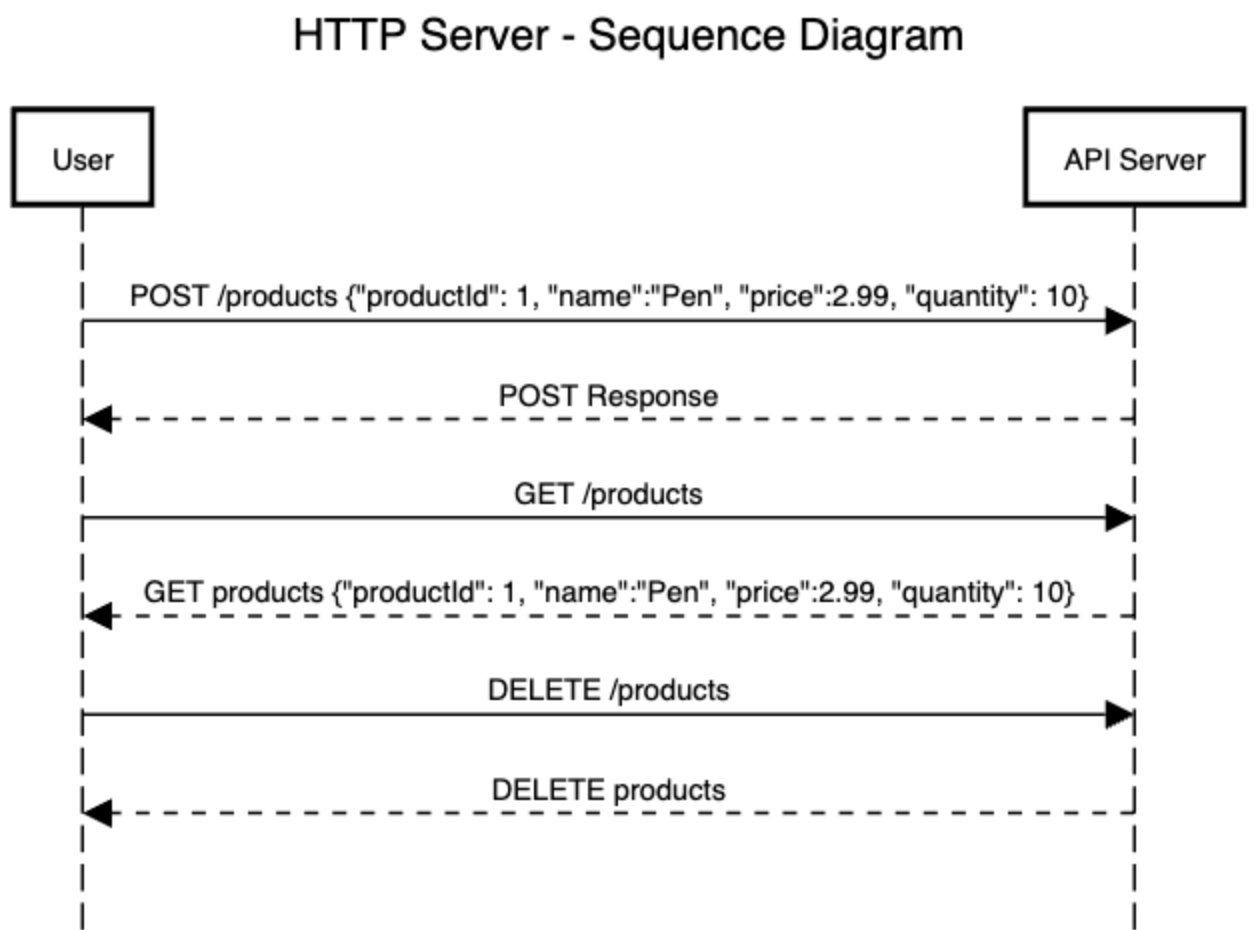 HTTP Server - Sequence Diagram
User
API Server
POST /products {"productId": 1, "name":"Pen", "price":2.99, "quantity": 10}
POST Response
GET /products
GET products {"productId": 1, "name":"Pen", "price":2.99, "quantity": 10}
DELETE /products
DELETE products